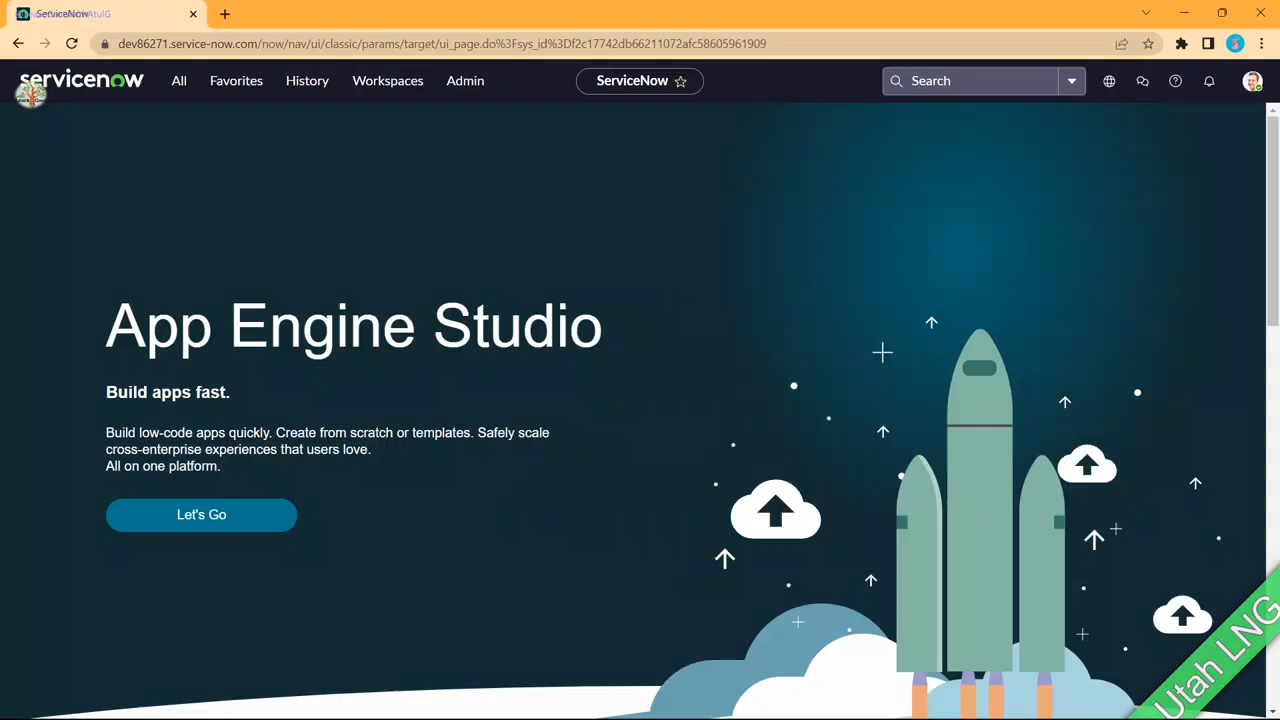 ServiceNow
dev86271.service-now.com/now/nav/ui/classic/params/target/ui_page.do%3Fsys_id%3Df2c17742db66211072afc58605961909
servicenow
All
Favorites
History
Workspaces
Admin
ServiceNow
Search
App Engine Studio
Build apps fast.
Build low-code apps quickly. Create from scratch or templates. Safely scale
cross-enterprise experiences that users love.
All on one platform.
Let's Go
Utah LNG